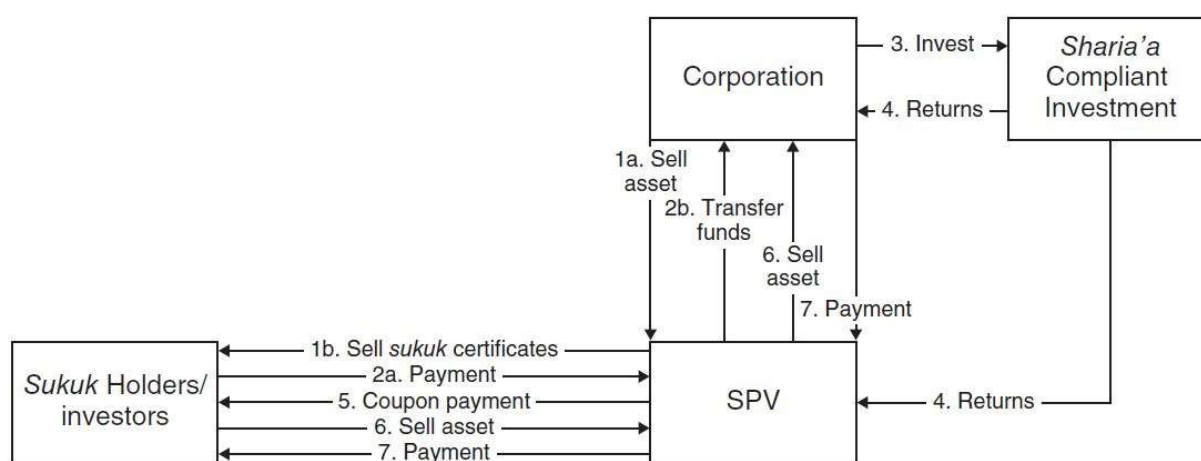 Corporation
3. Invest
4. Returns
Sharia'a
Compliant
Investment
1a. Sell
asset
2b. Transfer
funds
6. Sell
asset
7. Payment
Sukuk Holders/
investors
1b. Sell sukuk certificates
2a. Payment
5. Coupon payment
6. Sell asset
7. Payment
SPV
4. Returns